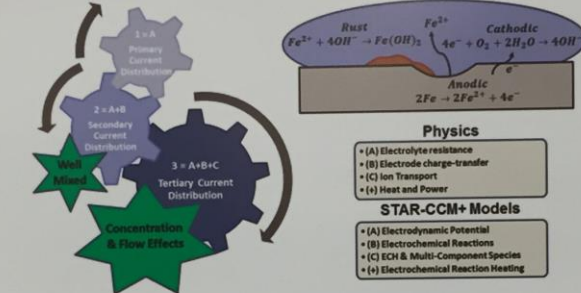 1 = A
Primary
Current
Distribution
2 = A+B
Secondary
Current
Distribution
Well
Mixed
3 = A+B+C
Tertiary Current
Distribution
Concentration
& Flow Effects
Rust
Fe²⁺ + 4OH⁻ → Fe(OH)₂
Fe²⁺
Cathodic
4e⁻ + O₂ + 2H₂O → 4OH⁻
e⁻
Anodic
2Fe → 2Fe²⁺ + 4e⁻
Physics
• (A) Electrolyte resistance
• (B) Electrode charge-transfer
• (C) Ion Transport
• (+) Heat and Power
STAR-CCM+ Models
• (A) Electrodynamic Potential
• (B) Electrochemical Reactions
• (C) ECH & Multi-Component Species
• (+) Electrochemical Reaction Heating